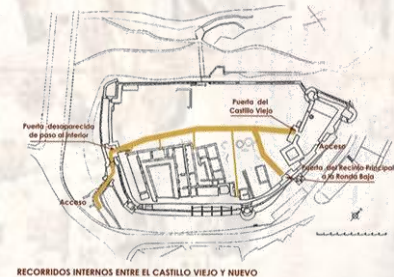 Puerta del
Castillo Viejo
Puerta desaparecida
de paso al interior
Acceso
Puerta del Recinto Principal
a la Ronda Baja
Acceso
RECORRIDOS INTERNOS ENTRE EL CASTILLO VIEJO Y NUEVO